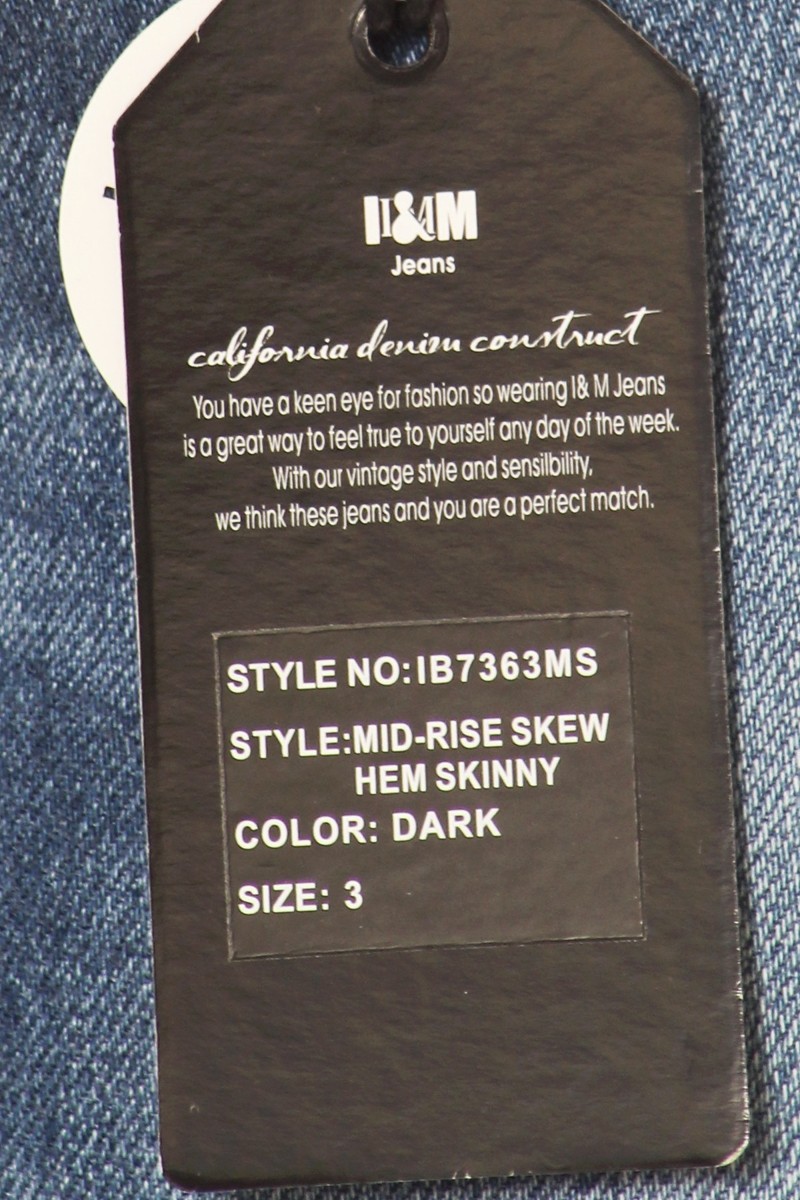 I&M
Jeans
california denim construct
You have a keen eye for fashion so wearing I& M Jeans
is a great way to feel true to yourself any day of the week.
With our vintage style and sensilbility,
we think these jeans and you are a perfect match.
STYLE NO:IB7363MS
STYLE:MID-RISE SKEW
HEM SKINNY
COLOR: DARK
SIZE: 3